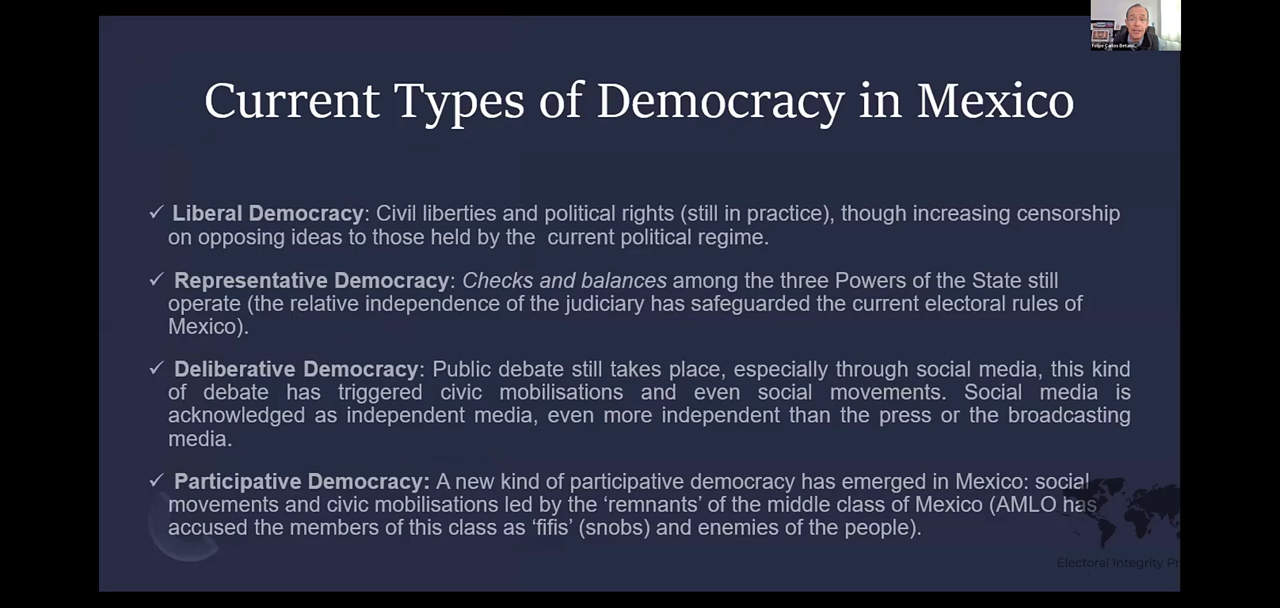 Current Types of Democracy in Mexico
✓ Liberal Democracy: Civil liberties and political rights (still in practice), though increasing censorship
on opposing ideas to those held by the current political regime.
✓ Representative Democracy: Checks and balances among the three Powers of the State still
operate (the relative independence of the judiciary has safeguarded the current electoral rules of
Mexico).
✓ Deliberative Democracy: Public debate still takes place, especially through social media, this kind
of debate has triggered civic mobilisations and even social movements. Social media is
acknowledged as independent media, even more independent than the press or the broadcasting
media.
✓ Participative Democracy: A new kind of participative democracy has emerged in Mexico: social
movements and civic mobilisations led by the ‘remnants’ of the middle class of Mexico (AMLO has
accused the members of this class as ‘fifis’ (snobs) and enemies of the people).
Electoral Integrity Pr
Felipe Carlos